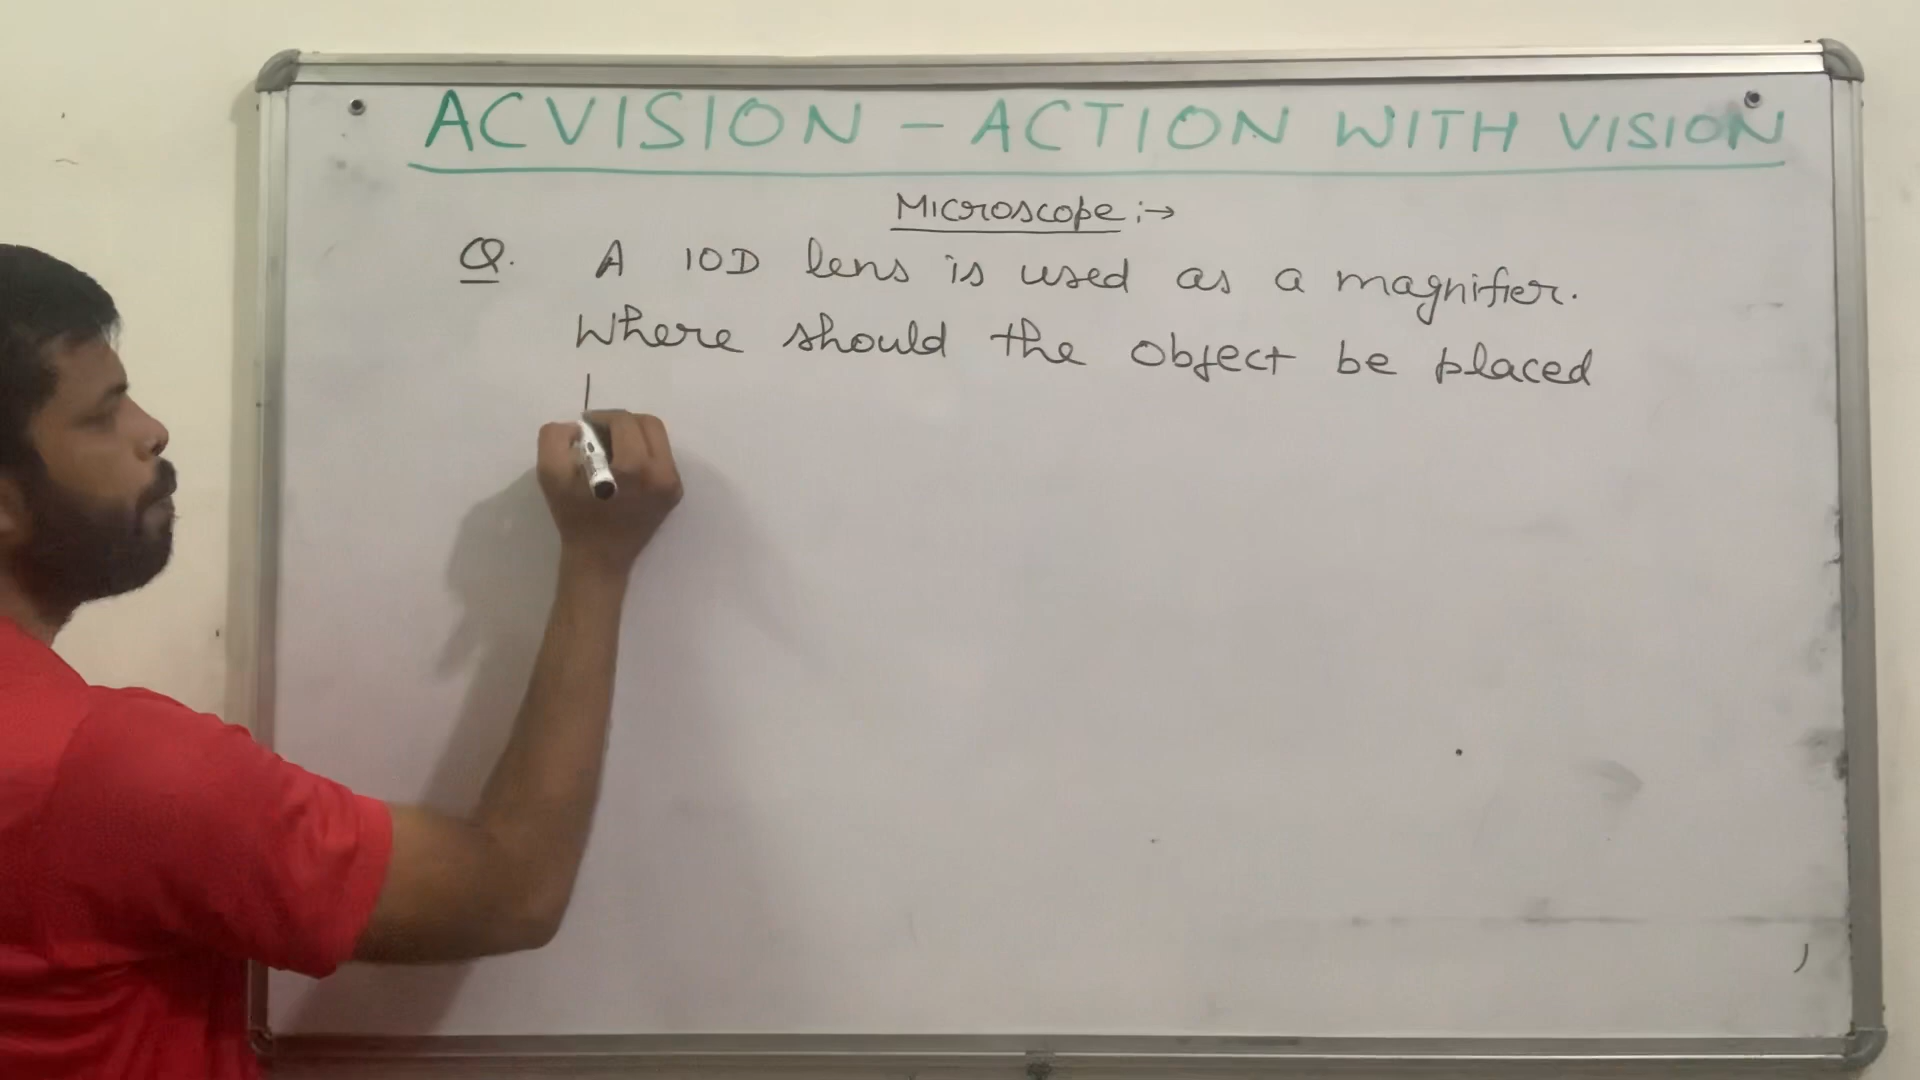 ACVISION - ACTION WITH VISION
Microscope :→
Q. A 10D lens is used as a magnifier.
Where should the object be placed